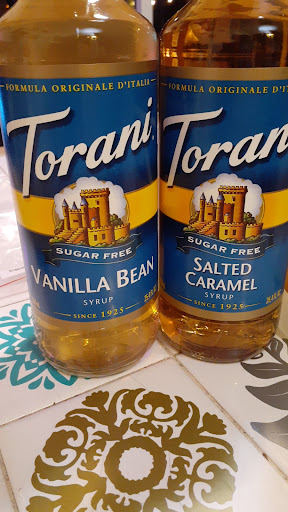 FORMULA ORIGINALE D'ITALIA
Torani
SUGAR FREE
VANILLA BEAN
SYRUP
SINCE 1925
FORMULA ORIGINALE D'ITALIA
Toran
SUGAR FREE
SALTED
CARAMEL
SYRUP
SINCE 1925